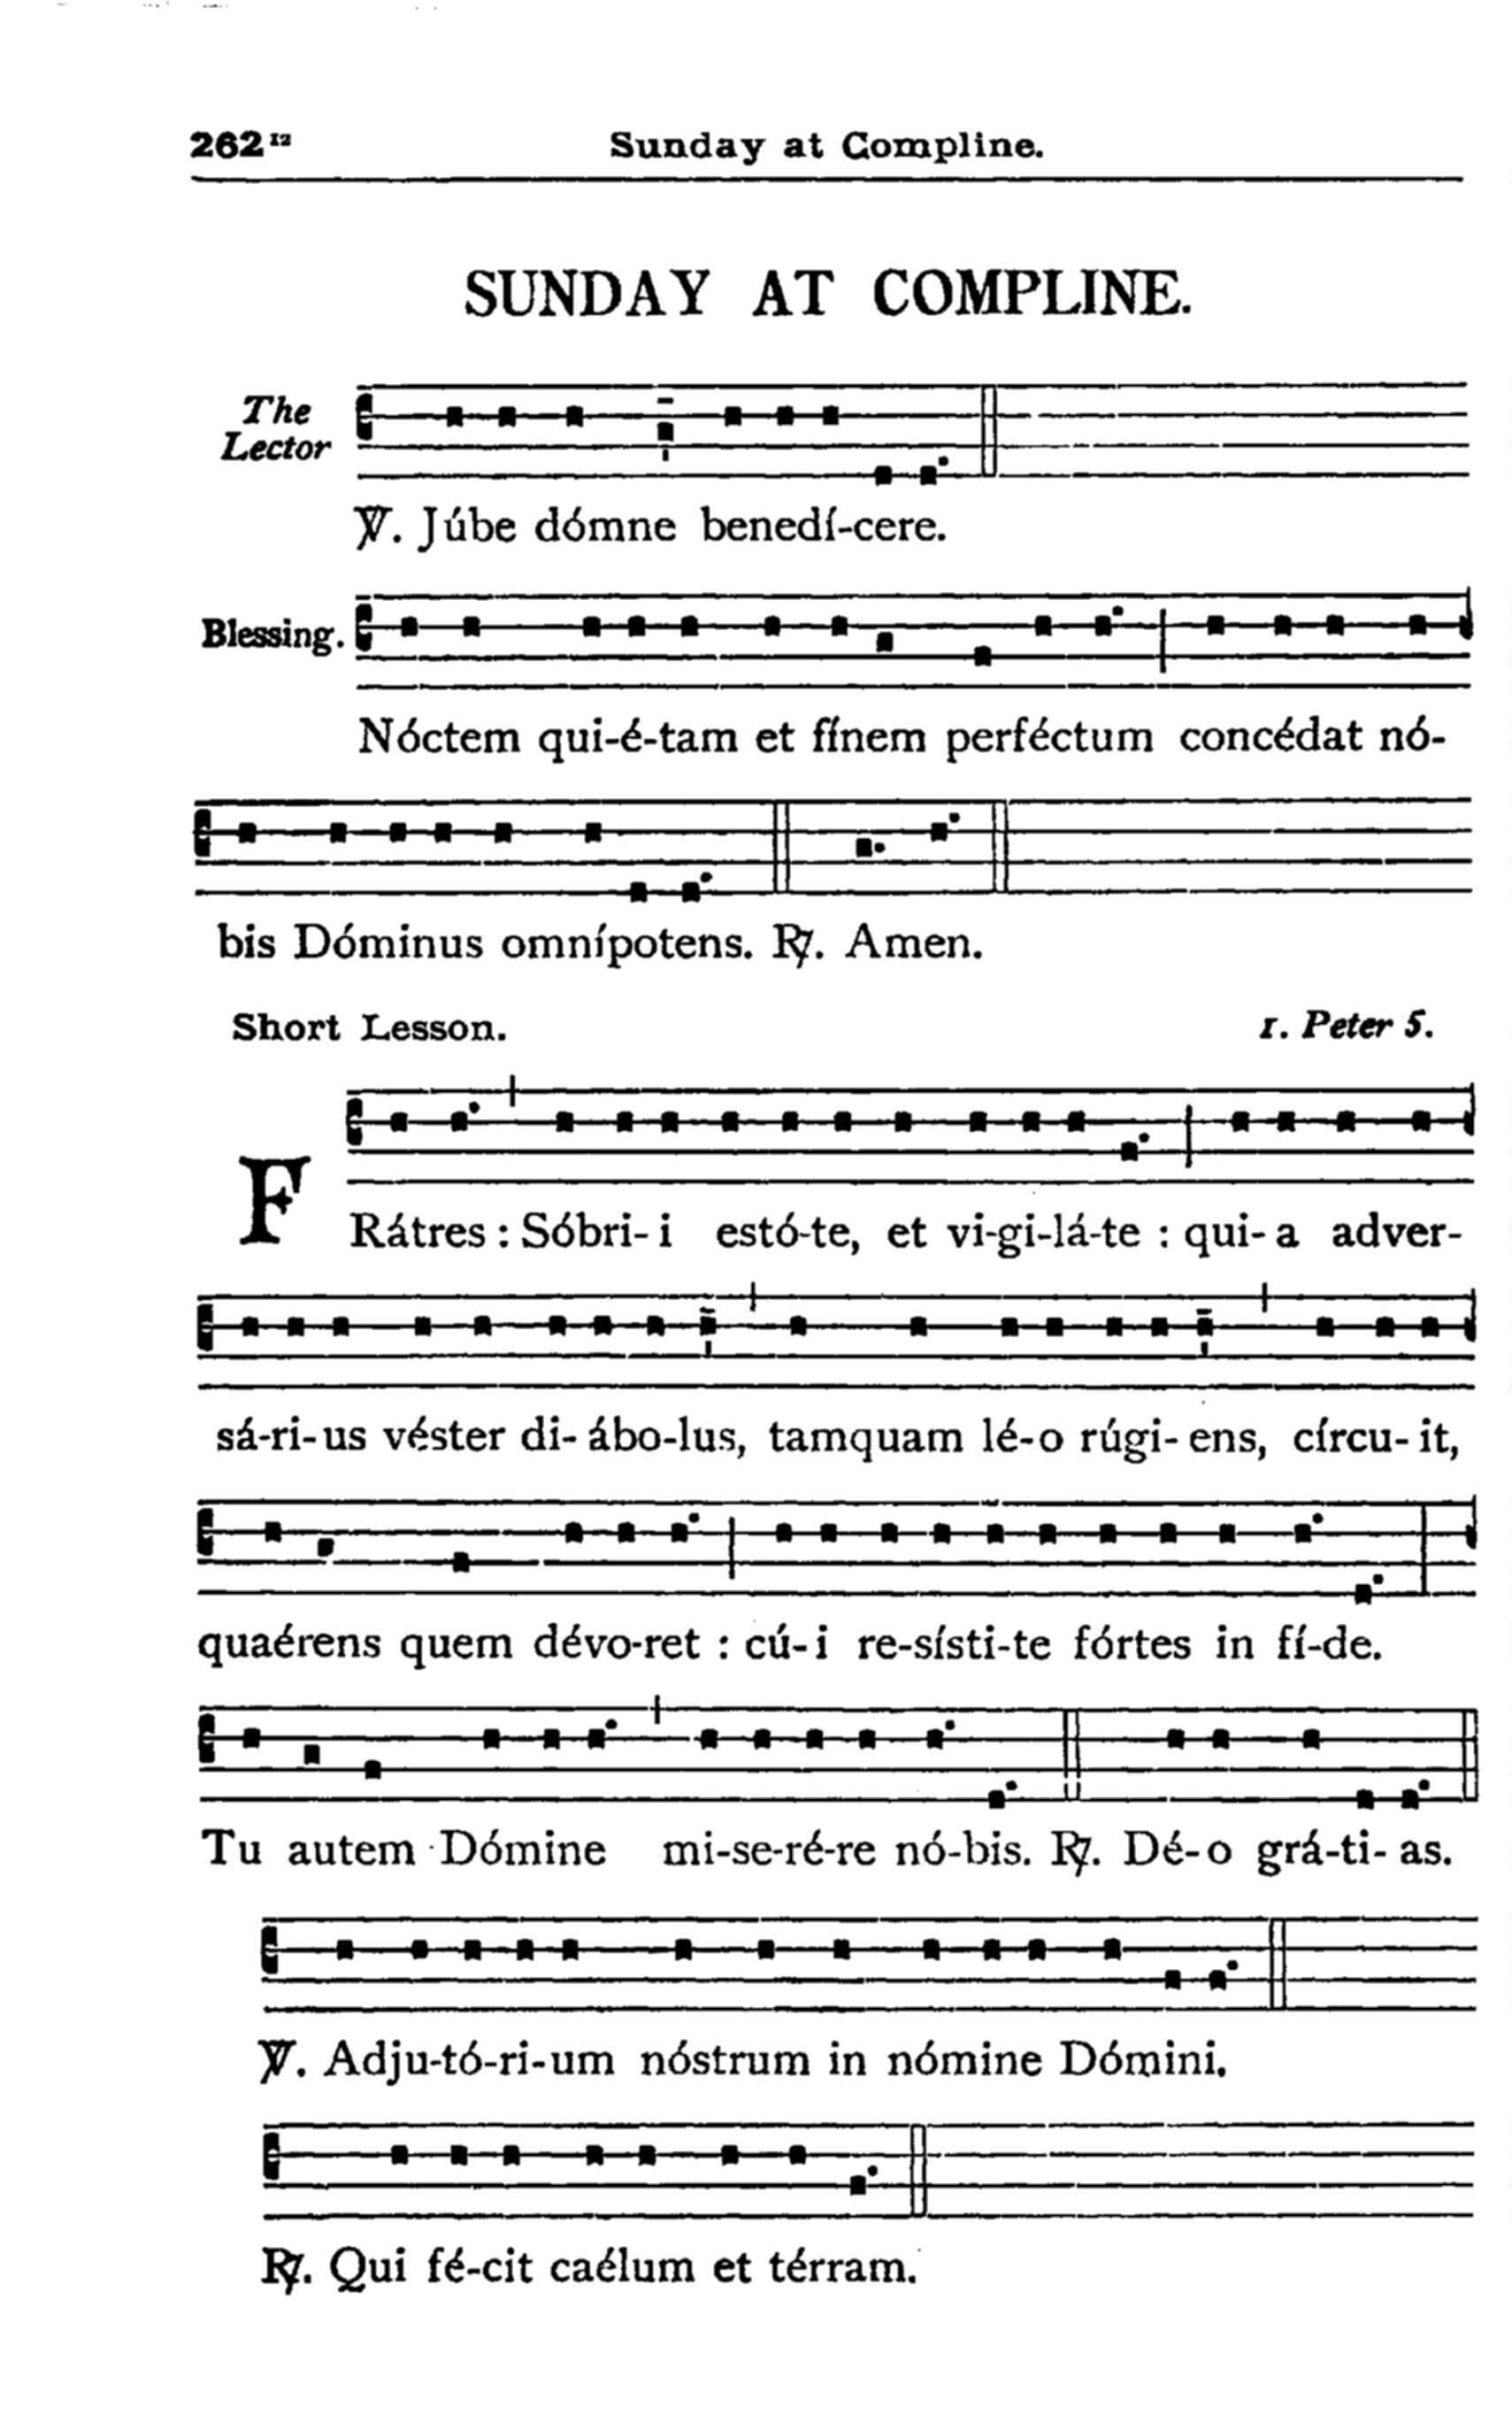 262¹² Sunday at Compline.
SUNDAY AT COMPLINE.
The
Lector
℣. Júbe dómne benedí-cere.
Blessing.
Nóctem qui-é-tam et fínem perféctum concédat nó-
bis Dóminus omnípotens. ℟. Amen.
Short Lesson. 1. Peter 5.
FRátres : Sóbri- i estó-te, et vi-gi-lá-te : qui- a adver-
sá-ri- us véster di- ábo-lus, tamquam lé-o rúgi- ens, círcu- it,
quaérens quem dévo-ret : cú- i re-sísti-te fórtes in fí-de.
Tu autem Dómine mi-se-ré-re nó-bis. ℟. Dé- o grá-ti- as.
℣. Adju-tó-ri-um nóstrum in nómine Dómini.
℟. Qui fé-cit caélum et térram.